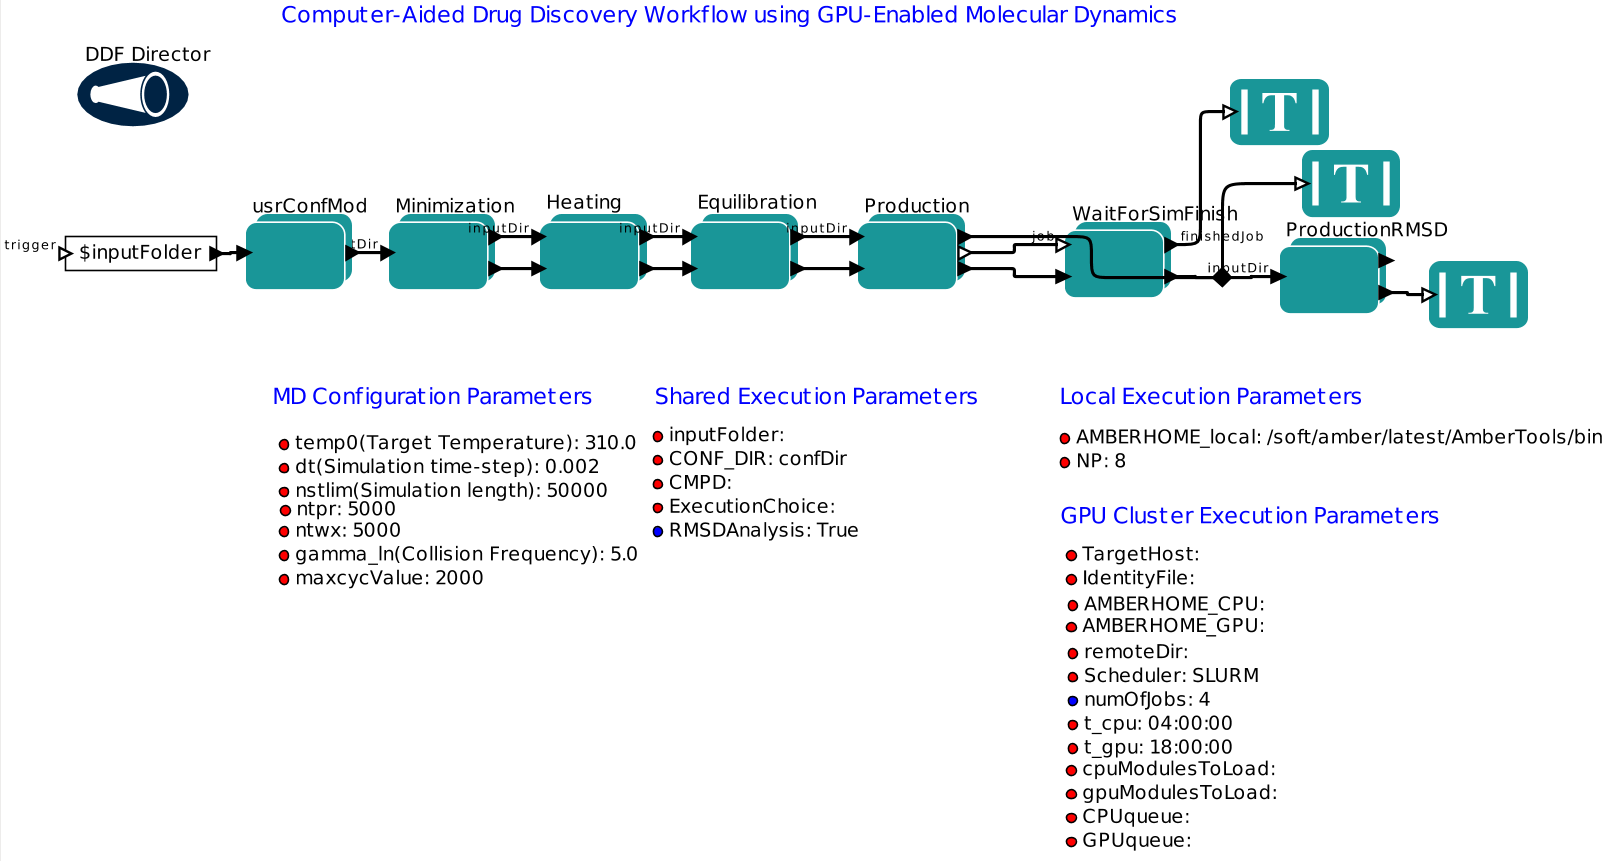 Computer-Aided Drug Discovery Workflow using GPU-Enabled Molecular Dynamics
DDF Director
T
T
usrConfMod
Minimization
Heating
Equilibration
Production
WaitForSimFinish
ProductionRMSD
trigger
$inputFolder
inputDir
inputDir
inputDir
job
finishedJob
inputDir
T
MD Configuration Parameters
temp0(Target Temperature): 310.0
dt(Simulation time-step): 0.002
nstlim(Simulation length): 50000
ntpr: 5000
ntwx: 5000
gamma_ln(Collision Frequency): 5.0
maxcycValue: 2000
Shared Execution Parameters
inputFolder:
CONF_DIR: confDir
CMPD:
ExecutionChoice:
RMSDAnalysis: True
Local Execution Parameters
AMBERHOME_local: /soft/amber/latest/AmberTools/bin
NP: 8
GPU Cluster Execution Parameters
TargetHost:
IdentityFile:
AMBERHOME_CPU:
AMBERHOME_GPU:
remoteDir:
Scheduler: SLURM
numOfJobs: 4
t_cpu: 04:00:00
t_gpu: 18:00:00
cpuModulesToLoad:
gpuModulesToLoad:
CPUqueue:
GPUqueue: